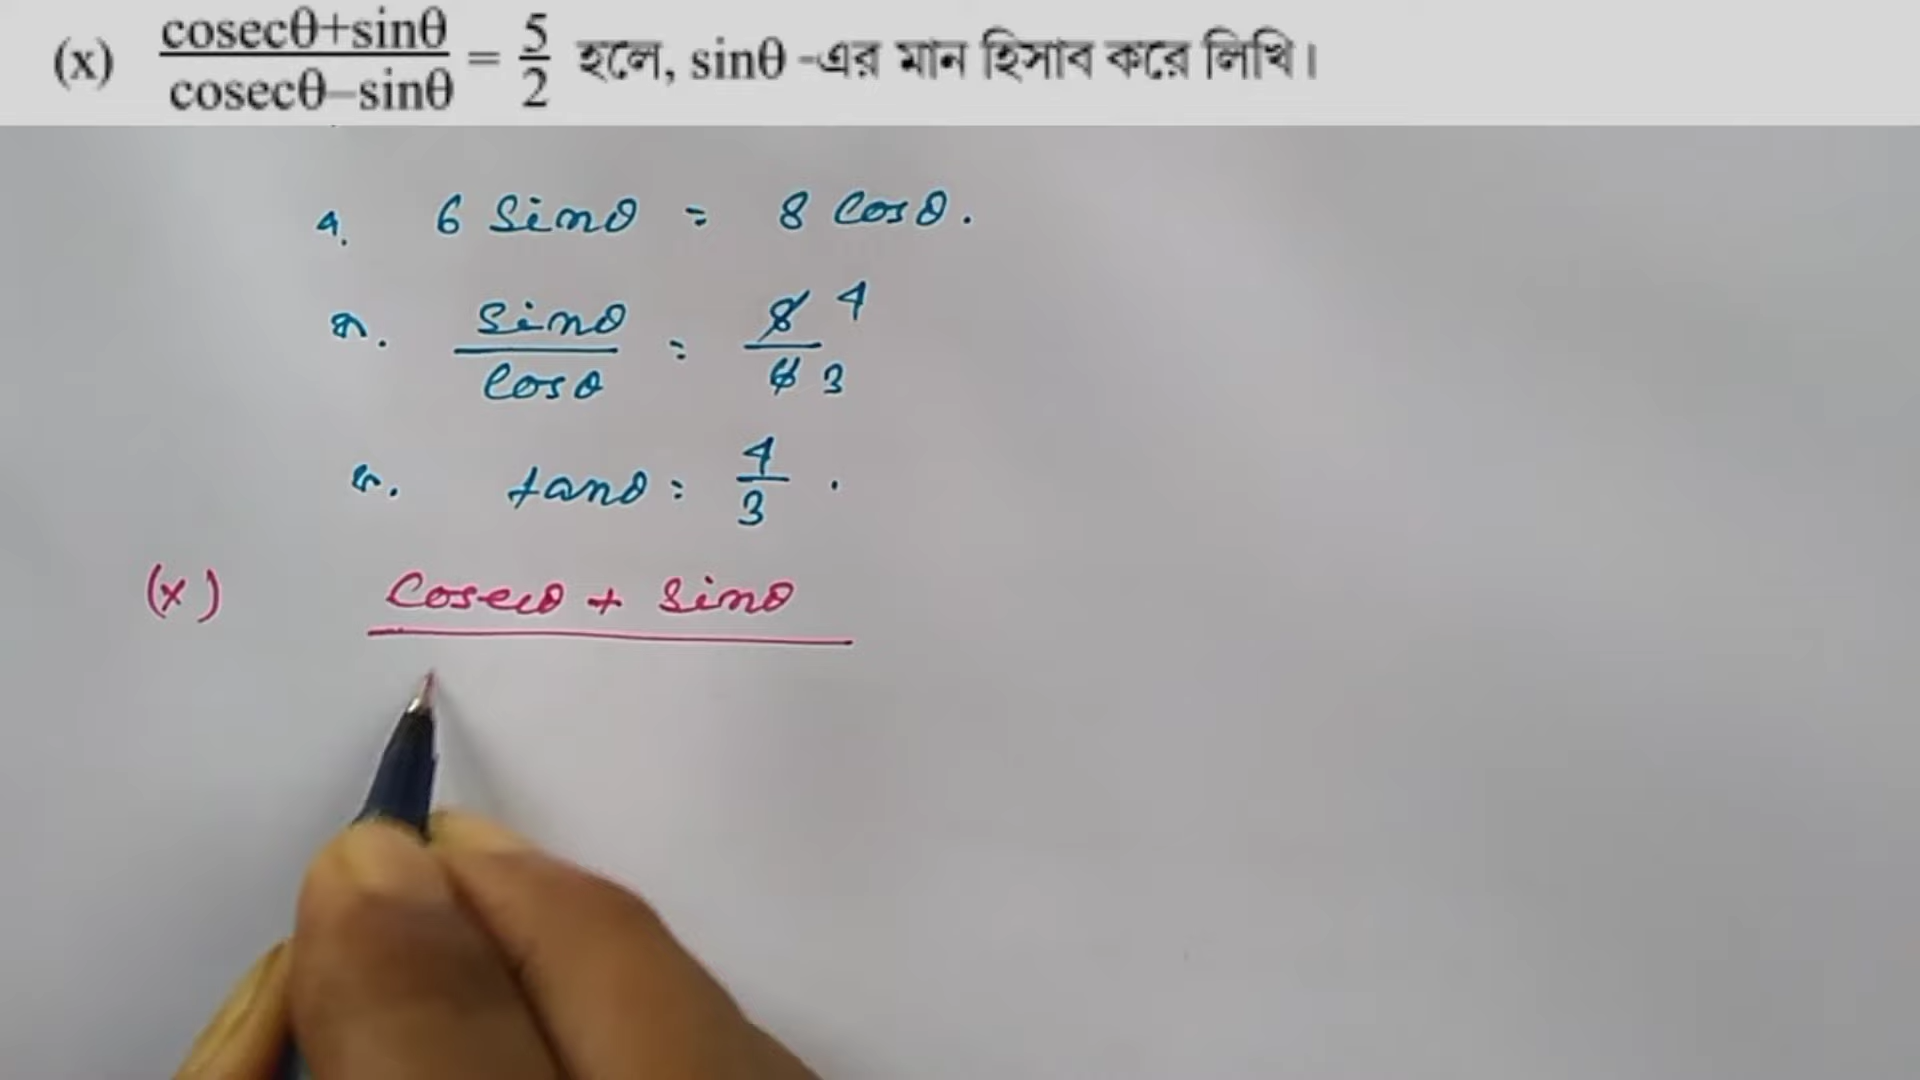 (x) cosecθ+sinθ / cosecθ–sinθ = 5/2 হলে, sinθ -এর মান হিসাব করে লিখি।
বা. 6 Sinθ = 8 Cosθ.
বা. Sinθ / Cosθ = 8 4 / 6 3
বা. tanθ = 4/3 .
(x) Cosecθ + Sinθ